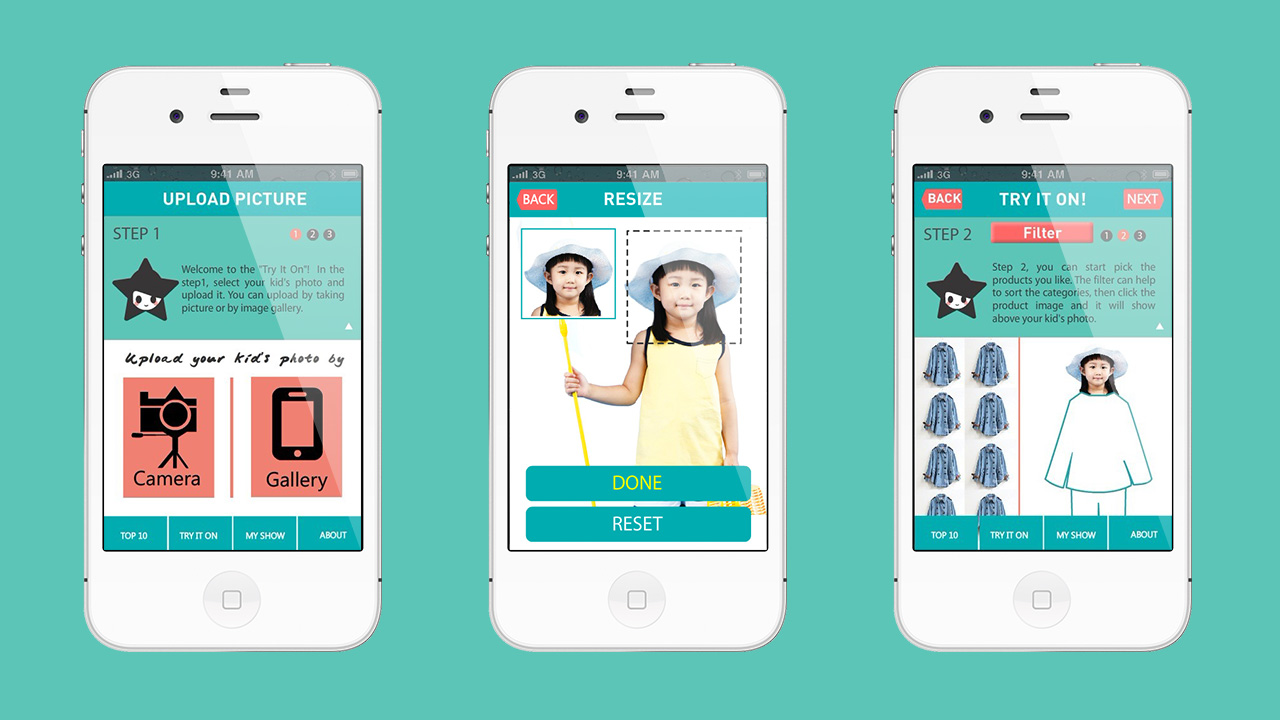 3G 9:41 AM
UPLOAD PICTURE
STEP 1
1 2 3
Welcome to the "Try It On"! In the
step1, select your kid's photo and
upload it. You can upload by taking
picture or by image gallery.
Upload your kid's photo by
Camera
Gallery
TOP 10
TRY IT ON
MY SHOW
ABOUT
3G 9:41 AM
BACK
RESIZE
DONE
RESET
3G 9:41 AM
BACK
TRY IT ON!
NEXT
STEP 2
Filter
1 2 3
Step 2, you can start pick the
products you like. The filter can help
to sort the categories, then click the
product image and it will show
above your kid's photo.
TOP 10
TRY IT ON
MY SHOW
ABOUT